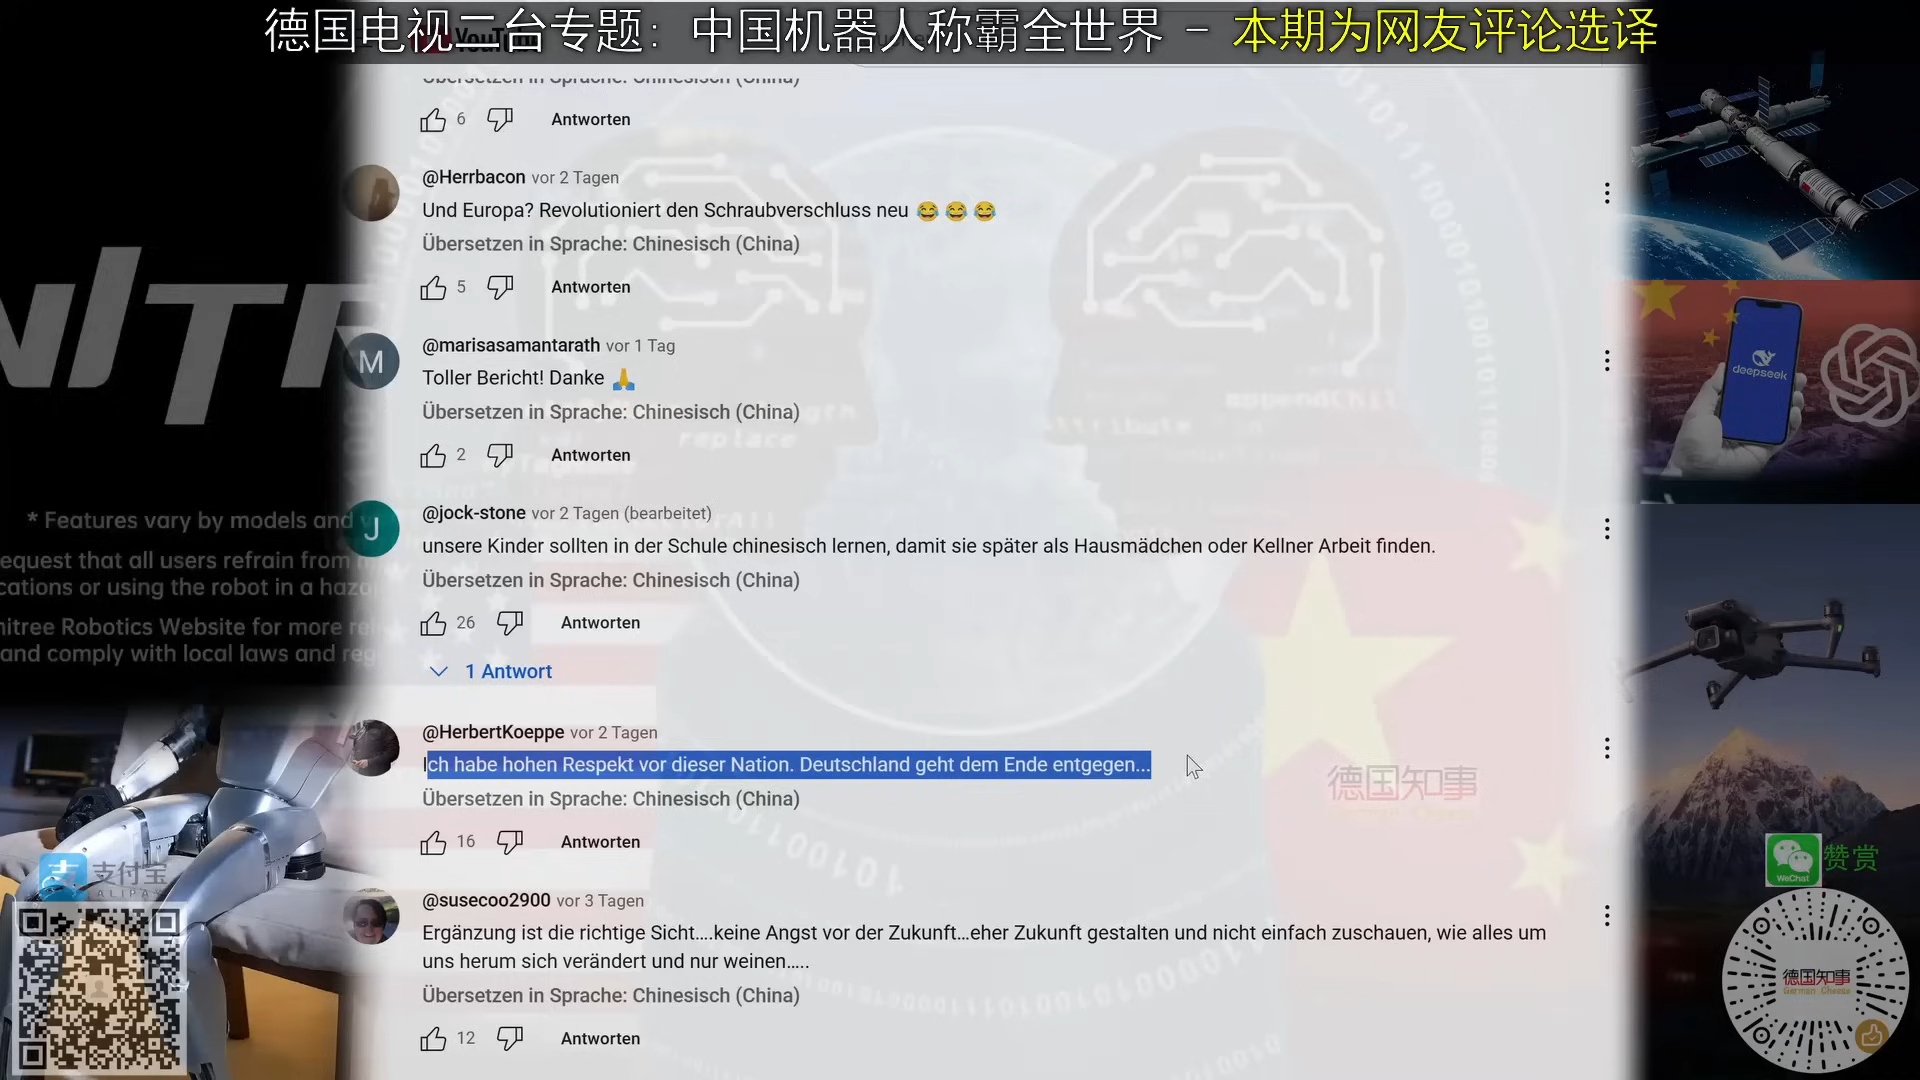 德国电视二台专题：中国机器人称霸全世界 - 本期为网友评论选译
Übersetzen in Sprache: Chinesisch (China)
6 Antworten
@Herrbacon vor 2 Tagen
Und Europa? Revolutioniert den Schraubverschluss neu 😂 😂 😂
Übersetzen in Sprache: Chinesisch (China)
5 Antworten
@marisasamantarath vor 1 Tag
Toller Bericht! Danke 🙏
Übersetzen in Sprache: Chinesisch (China)
2 Antworten
@jock-stone vor 2 Tagen (bearbeitet)
unsere Kinder sollten in der Schule chinesisch lernen, damit sie später als Hausmädchen oder Kellner Arbeit finden.
Übersetzen in Sprache: Chinesisch (China)
26 Antworten
1 Antwort
@HerbertKoeppe vor 2 Tagen
Ich habe hohen Respekt vor dieser Nation. Deutschland geht dem Ende entgegen...
Übersetzen in Sprache: Chinesisch (China)
16 Antworten
@susecoo2900 vor 3 Tagen
Ergänzung ist die richtige Sicht....keine Angst vor der Zukunft...eher Zukunft gestalten und nicht einfach zuschauen, wie alles um
uns herum sich verändert und nur weinen.....
Übersetzen in Sprache: Chinesisch (China)
12 Antworten
M
J
* Features vary by models and
equest that all users refrain from
cations or using the robot in a
nitree Robotics Website for more
and comply with local laws and
支付宝
ALIPAY
replace
appendChil
德国知事
deepseek
WeChat
赞赏
德国知事
German Cheese